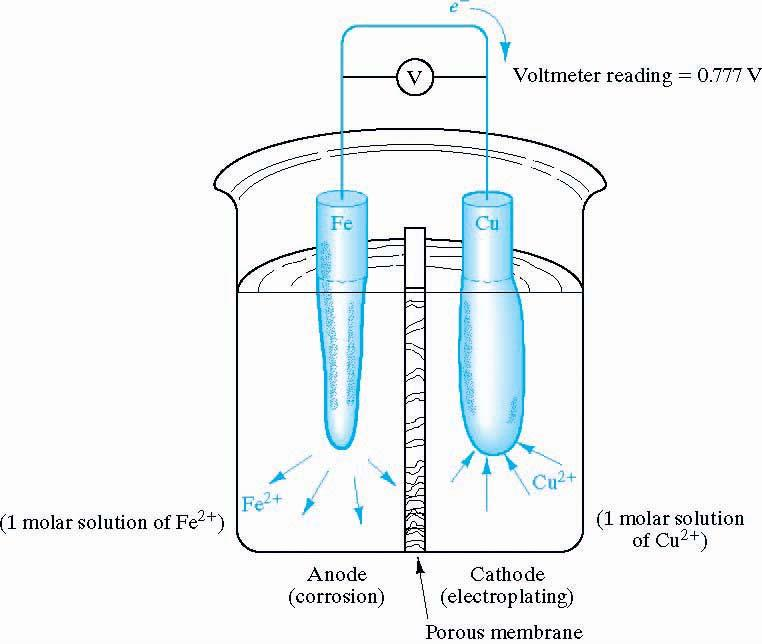 e⁻
V
Voltmeter reading = 0.777 V
Fe
Cu
Fe²⁺
Cu²⁺
(1 molar solution of Fe²⁺)
(1 molar solution
of Cu²⁺)
Anode
(corrosion)
Cathode
(electroplating)
Porous membrane